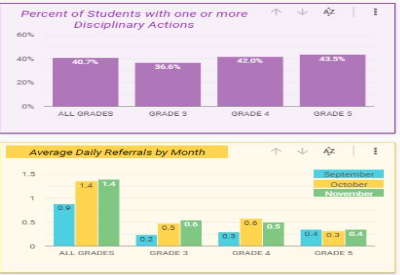 Percent of Students with one or more
Disciplinary Actions
60%
40%
20%
0%
40.7%
36.6%
42.0%
43.5%
ALL GRADES GRADE 3 GRADE 4 GRADE 5
Average Daily Referrals by Month
September
October
November
1.5
1
0.5
0
0.9 1.4 1.4
0.2 0.5 0.6
0.3 0.6 0.5
0.4 0.3 0.4
ALL GRADES GRADE 3 GRADE 4 GRADE 5